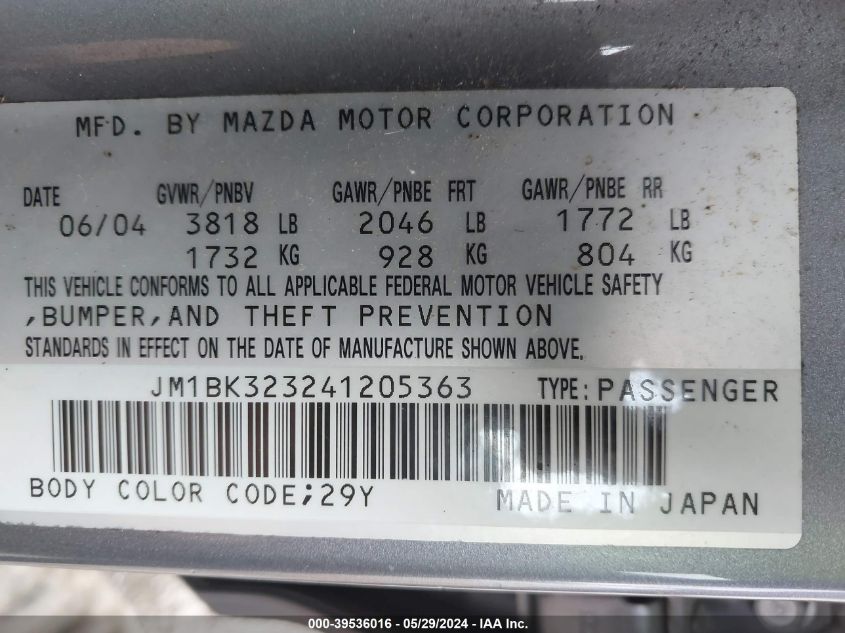 MFD. BY MAZDA MOTOR CORPORATION
DATE GVWR/PNBV GAWR/PNBE FRT GAWR/PNBE RR
06/04 3818 LB 2046 LB 1772 LB
1732 KG 928 KG 804 KG
THIS VEHICLE CONFORMS TO ALL APPLICABLE FEDERAL MOTOR VEHICLE SAFETY
,BUMPER,AND THEFT PREVENTION
STANDARDS IN EFFECT ON THE DATE OF MANUFACTURE SHOWN ABOVE.
JM1BK323241205363 TYPE:PASSENGER
BODY COLOR CODE;29Y MADE IN JAPAN
000-39536016 - 05/29/2024 - IAA Inc.